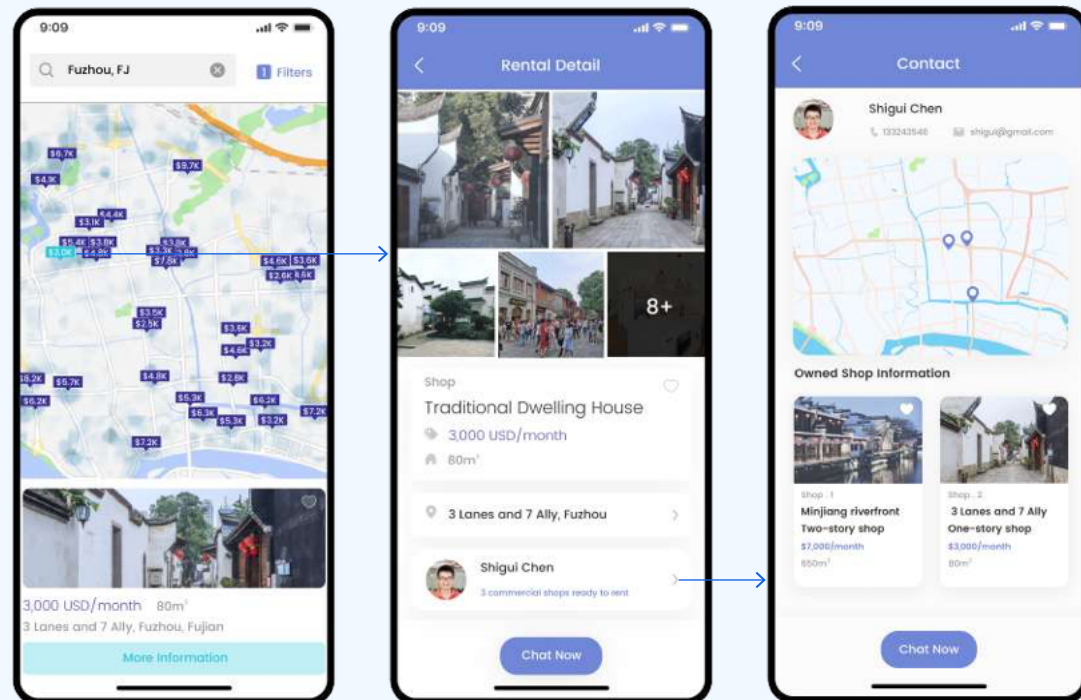 9:09
Fuzhou, FJ
1 Filters
$6.7K
$9.7K
$4.1K
$4.4K
$3.1K
$5.4K $3.8K
$3.8K
$3.0K $4.8K
$3.3K
$4.6K $3.6K
$2.6K
$3.5K
$2.5K
$3.8K
$3.2K
$4.6K
$5.7K
$4.8K
$2.8K
$6.2K
$5.3K
$6.3K
$5.3K
$3.2K
$7.2K
$7.2K
3,000 USD/month 80m²
3 Lanes and 7 Ally, Fuzhou, Fujian
More Information
9:09
Rental Detail
8+
Shop
Traditional Dwelling House
3,000 USD/month
80m²
3 Lanes and 7 Ally, Fuzhou
Shigui Chen
3 commercial shops ready to rent
Chat Now
9:09
Contact
Shigui Chen
133243546 shigui@gmail.com
Owned Shop Information
Shop . 1
Minjiang riverfront
Two-story shop
$7,000/month
650m²
Shop . 2
3 Lanes and 7 Ally
One-story shop
$3,000/month
80m²
Chat Now